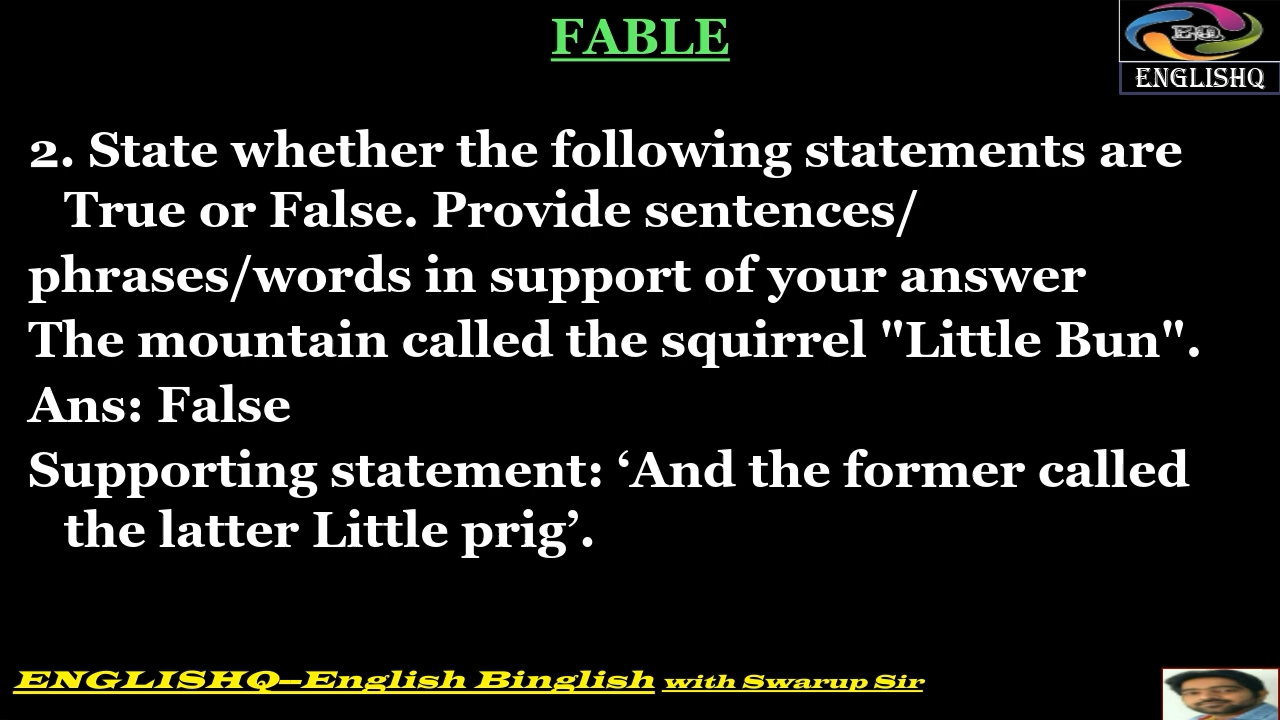 FABLE
EQ
ENGLISHQ
2. State whether the following statements are
True or False. Provide sentences/
phrases/words in support of your answer
The mountain called the squirrel "Little Bun".
Ans: False
Supporting statement: ‘And the former called
the latter Little prig’.
ENGLISHQ–English Binglish with Swarup Sir